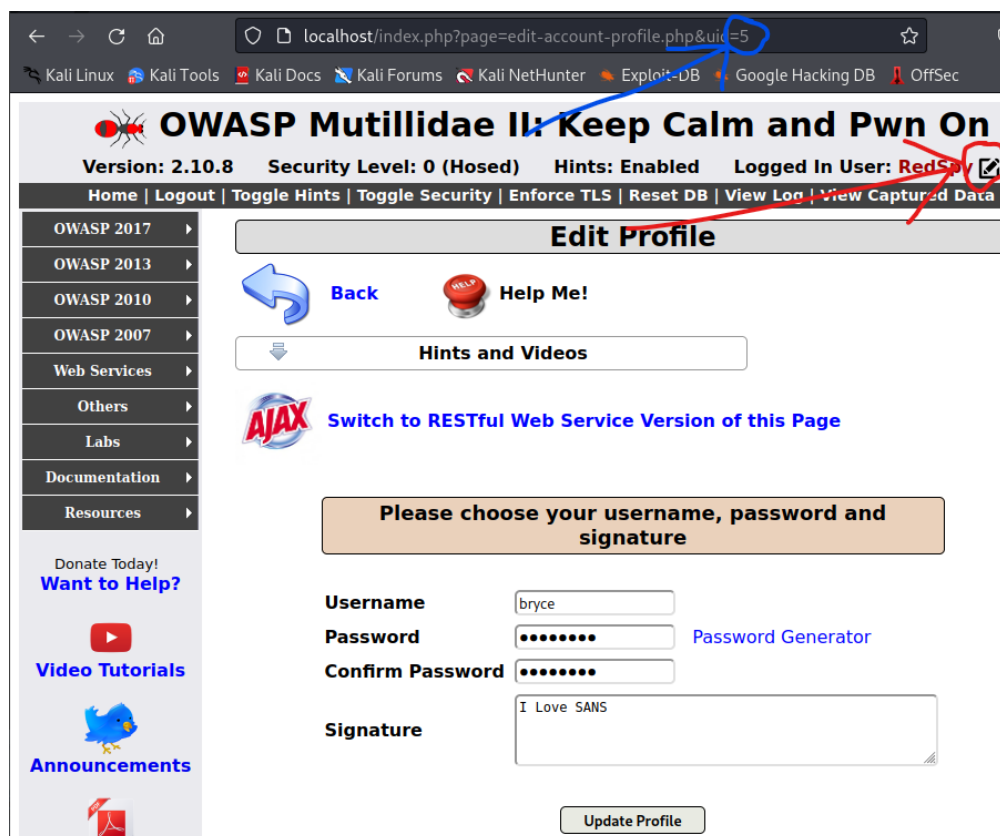 localhost/index.php?page=edit-account-profile.php&uid=5
Kali Linux Kali Tools Kali Docs Kali Forums Kali NetHunter Exploit-DB Google Hacking DB OffSec
OWASP Mutillidae II: Keep Calm and Pwn On
Version: 2.10.8 Security Level: 0 (Hosed) Hints: Enabled Logged In User: RedSpy
Home | Logout | Toggle Hints | Toggle Security | Enforce TLS | Reset DB | View Log | View Captured Data
OWASP 2017
OWASP 2013
OWASP 2010
OWASP 2007
Web Services
Others
Labs
Documentation
Resources
Donate Today!
Want to Help?
Video Tutorials
Announcements
Edit Profile
Back
HELP
Help Me!
Hints and Videos
AJAX
Switch to RESTful Web Service Version of this Page
Please choose your username, password and
signature
Username bryce
Password ●●●●●●●● Password Generator
Confirm Password ●●●●●●●●
Signature I Love SANS
Update Profile